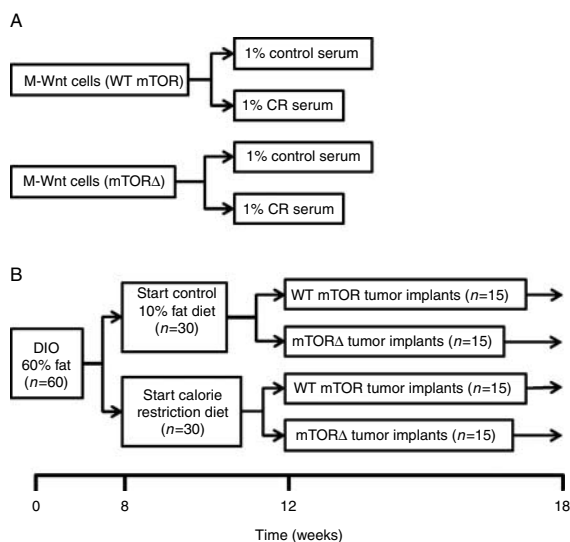 A
M-Wnt cells (WT mTOR)
1% control serum
1% CR serum
M-Wnt cells (mTORΔ)
1% control serum
1% CR serum
B
DIO
60% fat
(n=60)
Start control
10% fat diet
(n=30)
Start calorie
restriction diet
(n=30)
WT mTOR tumor implants (n=15)
mTORΔ tumor implants (n=15)
WT mTOR tumor implants (n=15)
mTORΔ tumor implants (n=15)
0 8 12 18
Time (weeks)